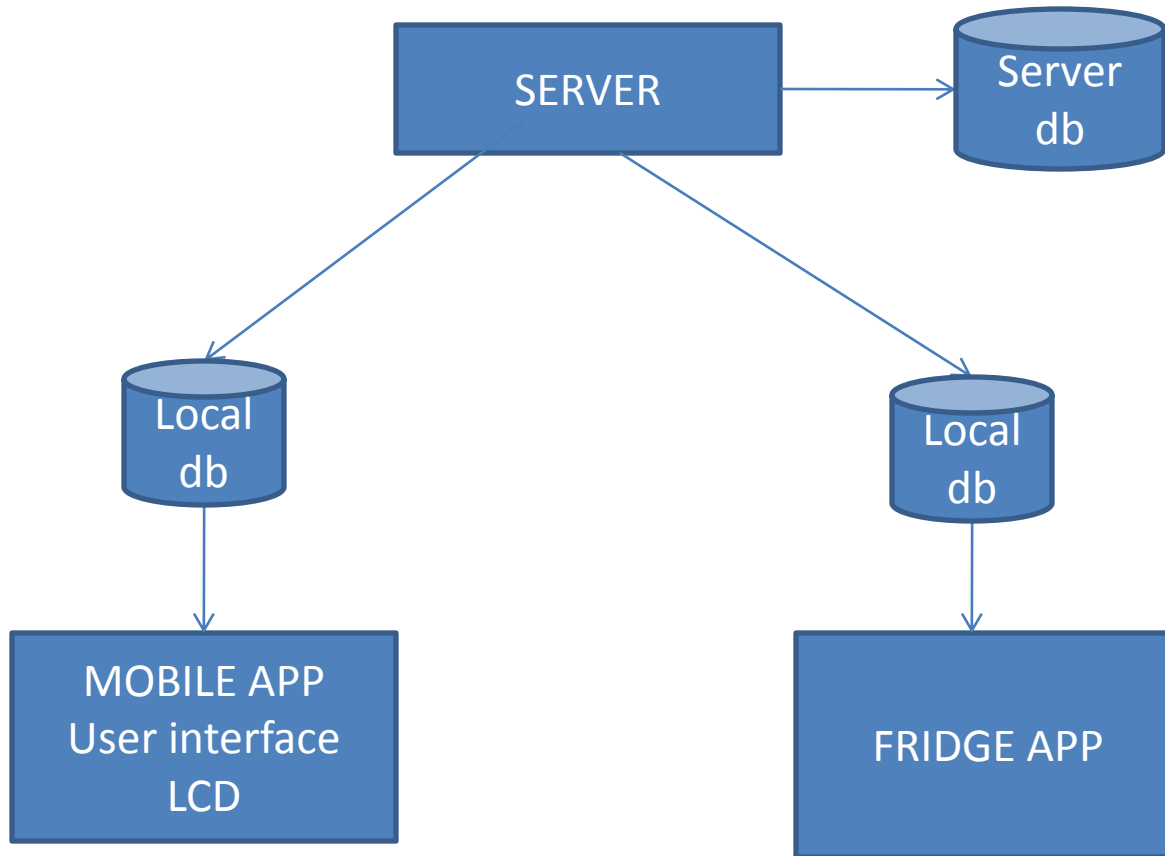 SERVER
Server
db
Local
db
Local
db
MOBILE APP
User interface
LCD
FRIDGE APP